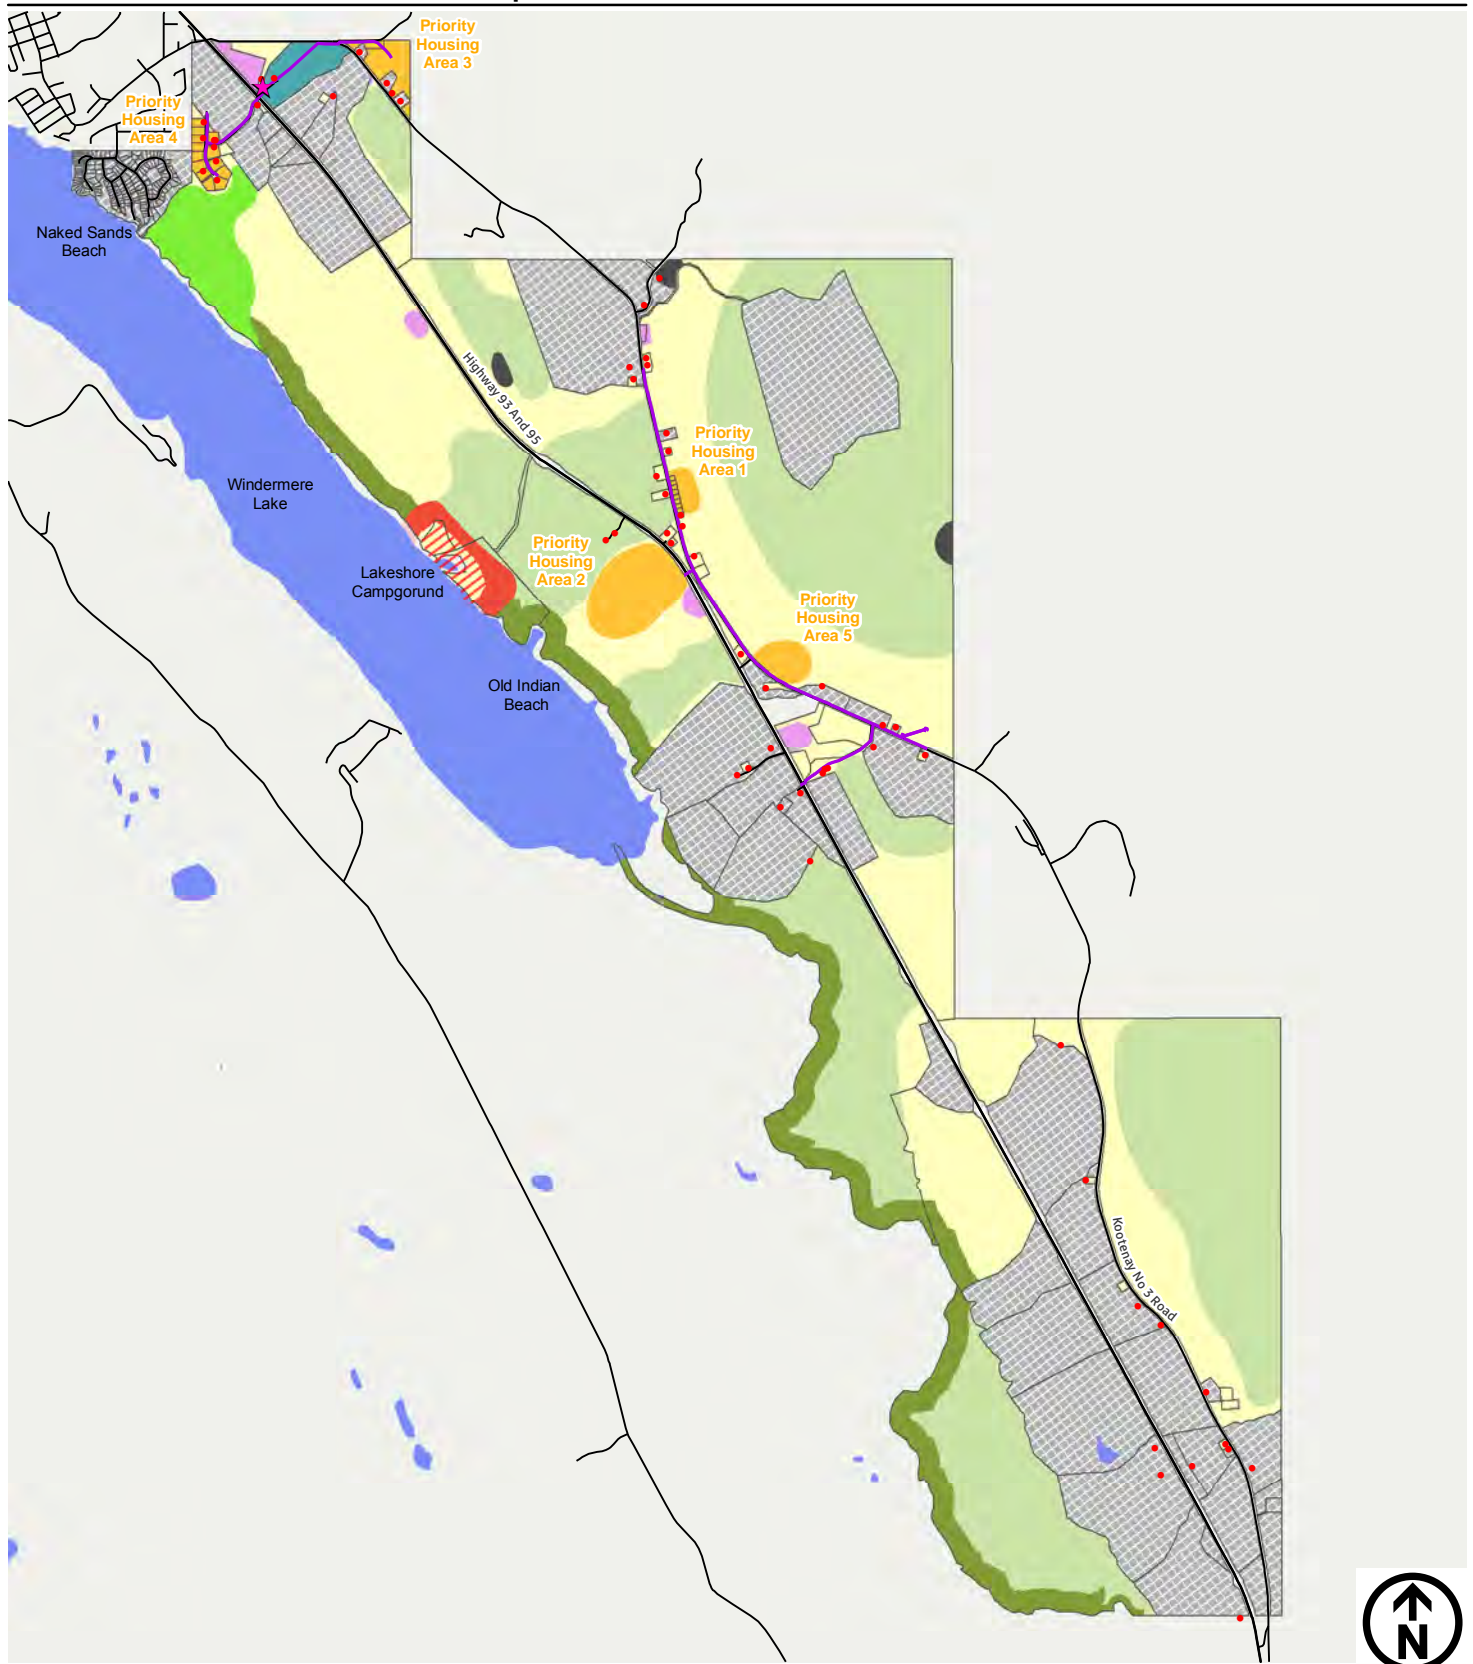 Priority
Housing
Area 3
Priority
Housing
Area 4
Naked Sands
Beach
Highway 93 And 95
Priority
Housing
Area 1
Windermere
Lake
Priority
Housing
Area 2
Lakeshore
Campgorund
Priority
Housing
Area 5
Old Indian
Beach
Kootenay No 3 Road
N